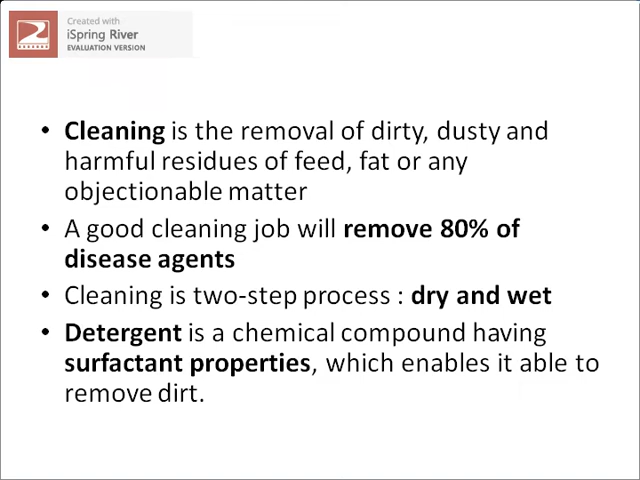 Created with
iSpring River
EVALUATION VERSION
• Cleaning is the removal of dirty, dusty and
harmful residues of feed, fat or any
objectionable matter
• A good cleaning job will remove 80% of
disease agents
• Cleaning is two-step process : dry and wet
• Detergent is a chemical compound having
surfactant properties, which enables it able to
remove dirt.